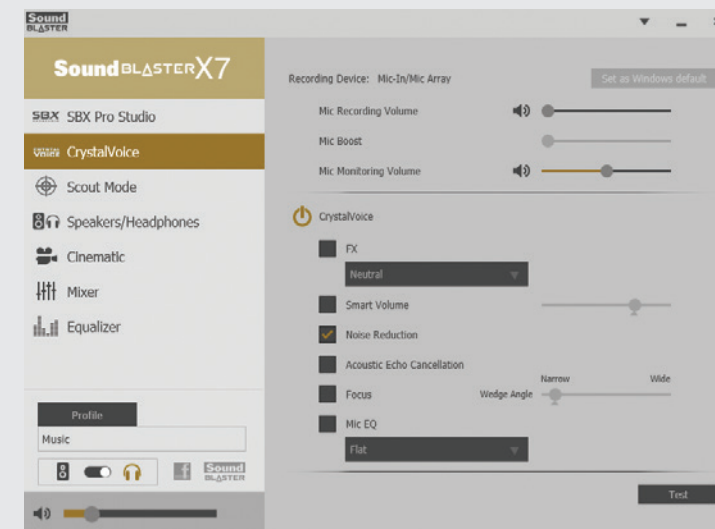 Sound
BLASTER
Sound BLASTER X7
SBX SBX Pro Studio
CRYSTAL Voice CrystalVoice
Scout Mode
Speakers/Headphones
Cinematic
Mixer
Equalizer
Profile
Music
f Sound BLASTER
Recording Device: Mic-In/Mic Array Set as Windows default
Mic Recording Volume
Mic Boost
Mic Monitoring Volume
CrystalVoice
FX
Neutral
Smart Volume
Noise Reduction
Acoustic Echo Cancellation
Narrow Wide
Focus Wedge Angle
Mic EQ
Flat
Test